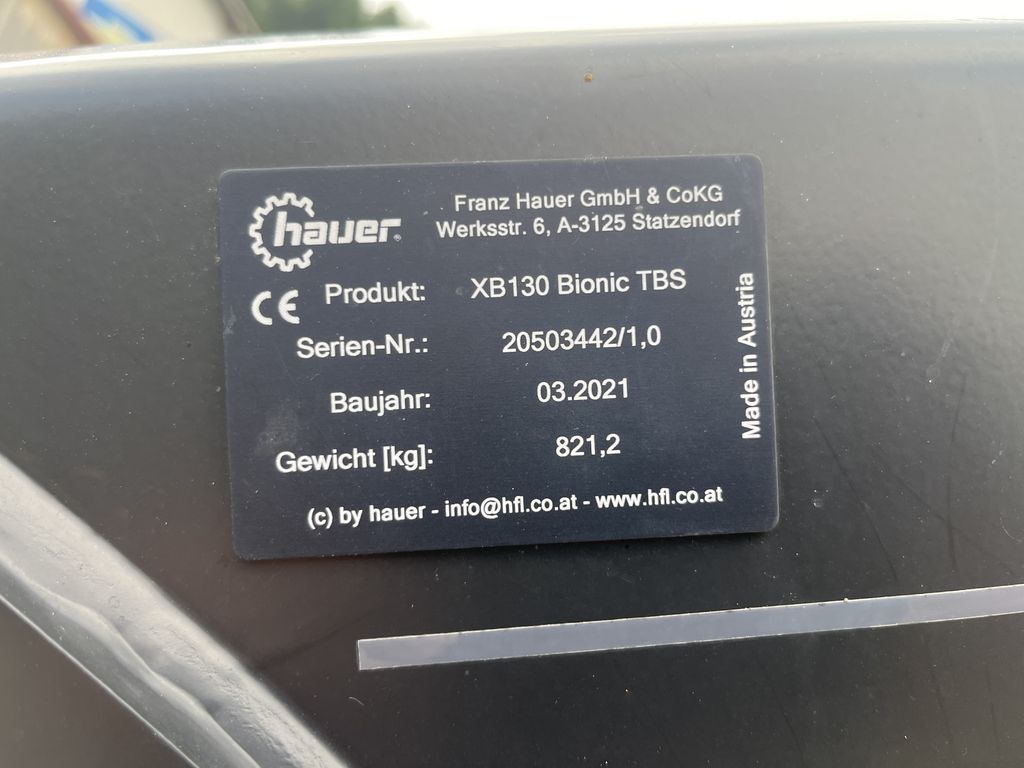 hauer
Franz Hauer GmbH & CoKG
Werksstr. 6, A-3125 Statzendorf
CE
Produkt: XB130 Bionic TBS
Serien-Nr.: 20503442/1,0
Baujahr: 03.2021
Gewicht [kg]: 821,2
(c) by hauer - info@hfl.co.at - www.hfl.co.at
Made in Austria